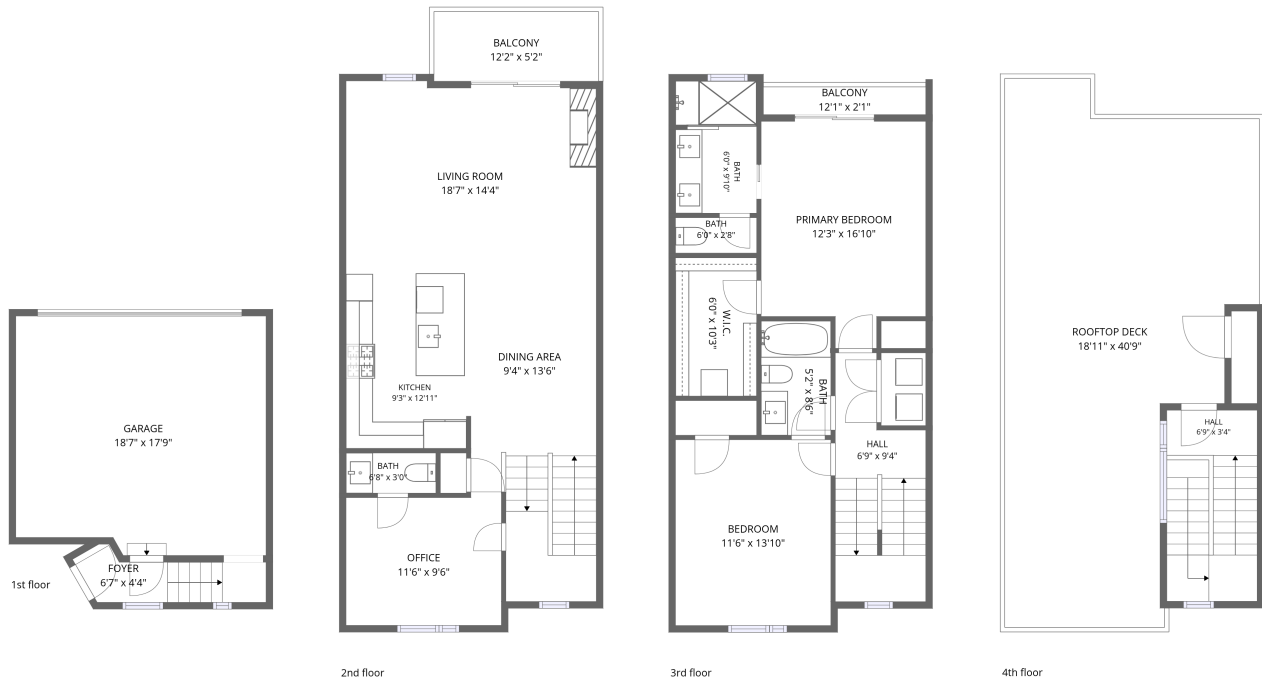 GARAGE
18'7" x 17'9"
FOYER
6'7" x 4'4"
1st floor
BALCONY
12'2" x 5'2"
LIVING ROOM
18'7" x 14'4"
DINING AREA
9'4" x 13'6"
KITCHEN
9'3" x 12'11"
BATH
6'8" x 3'0"
OFFICE
11'6" x 9'6"
2nd floor
BALCONY
12'1" x 2'1"
BATH
6'0" x 9'10"
PRIMARY BEDROOM
12'3" x 16'10"
BATH
6'0" x 2'8"
W.I.C.
6'0" x 10'3"
BATH
5'2" x 8'6"
HALL
6'9" x 9'4"
BEDROOM
11'6" x 13'10"
3rd floor
ROOFTOP DECK
18'11" x 40'9"
HALL
6'9" x 3'4"
4th floor